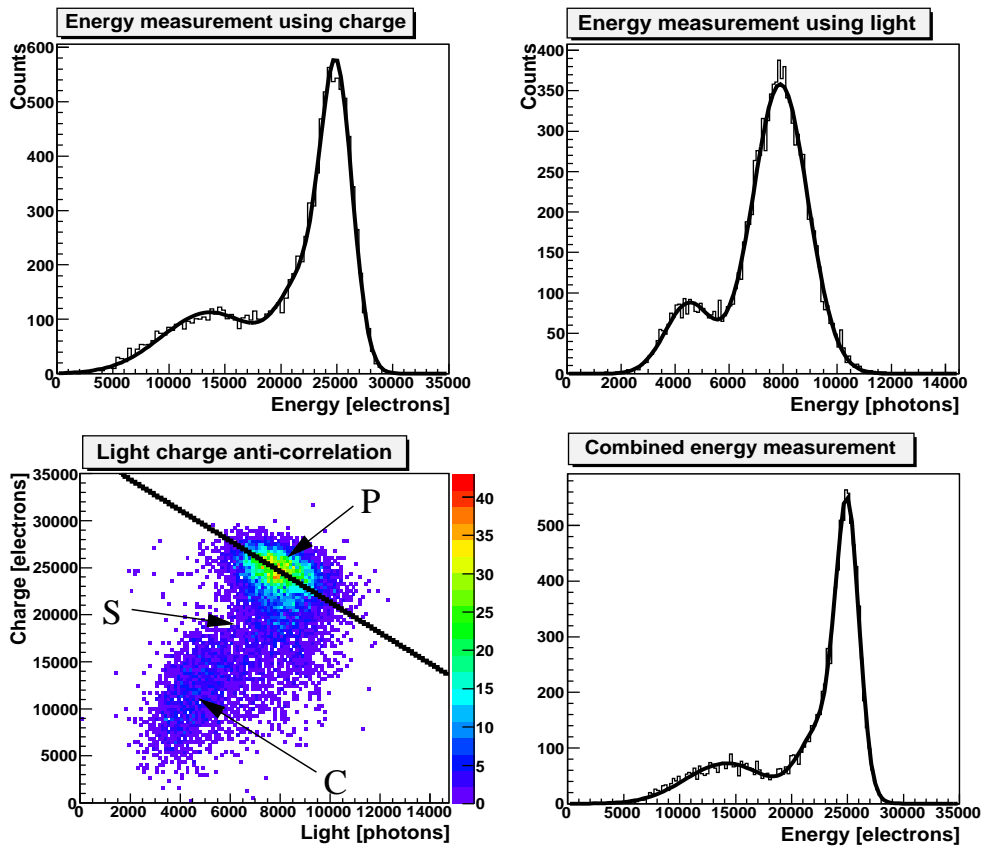 Energy measurement using charge
Counts
600
500
400
300
200
100
0
0 5000 10000 15000 20000 25000 30000 35000
Energy [electrons]
Energy measurement using light
Counts
400
350
300
250
200
150
100
50
0
0 2000 4000 6000 8000 10000 12000 14000
Energy [photons]
Light charge anti-correlation
Charge [electrons]
35000
30000
25000
20000
15000
10000
5000
0
P
S
C
40
35
30
25
20
15
10
5
0
0 2000 4000 6000 8000 10000 12000 14000
Light [photons]
Combined energy measurement
500
400
300
200
100
0
0 5000 10000 15000 20000 25000 30000 35000
Energy [electrons]